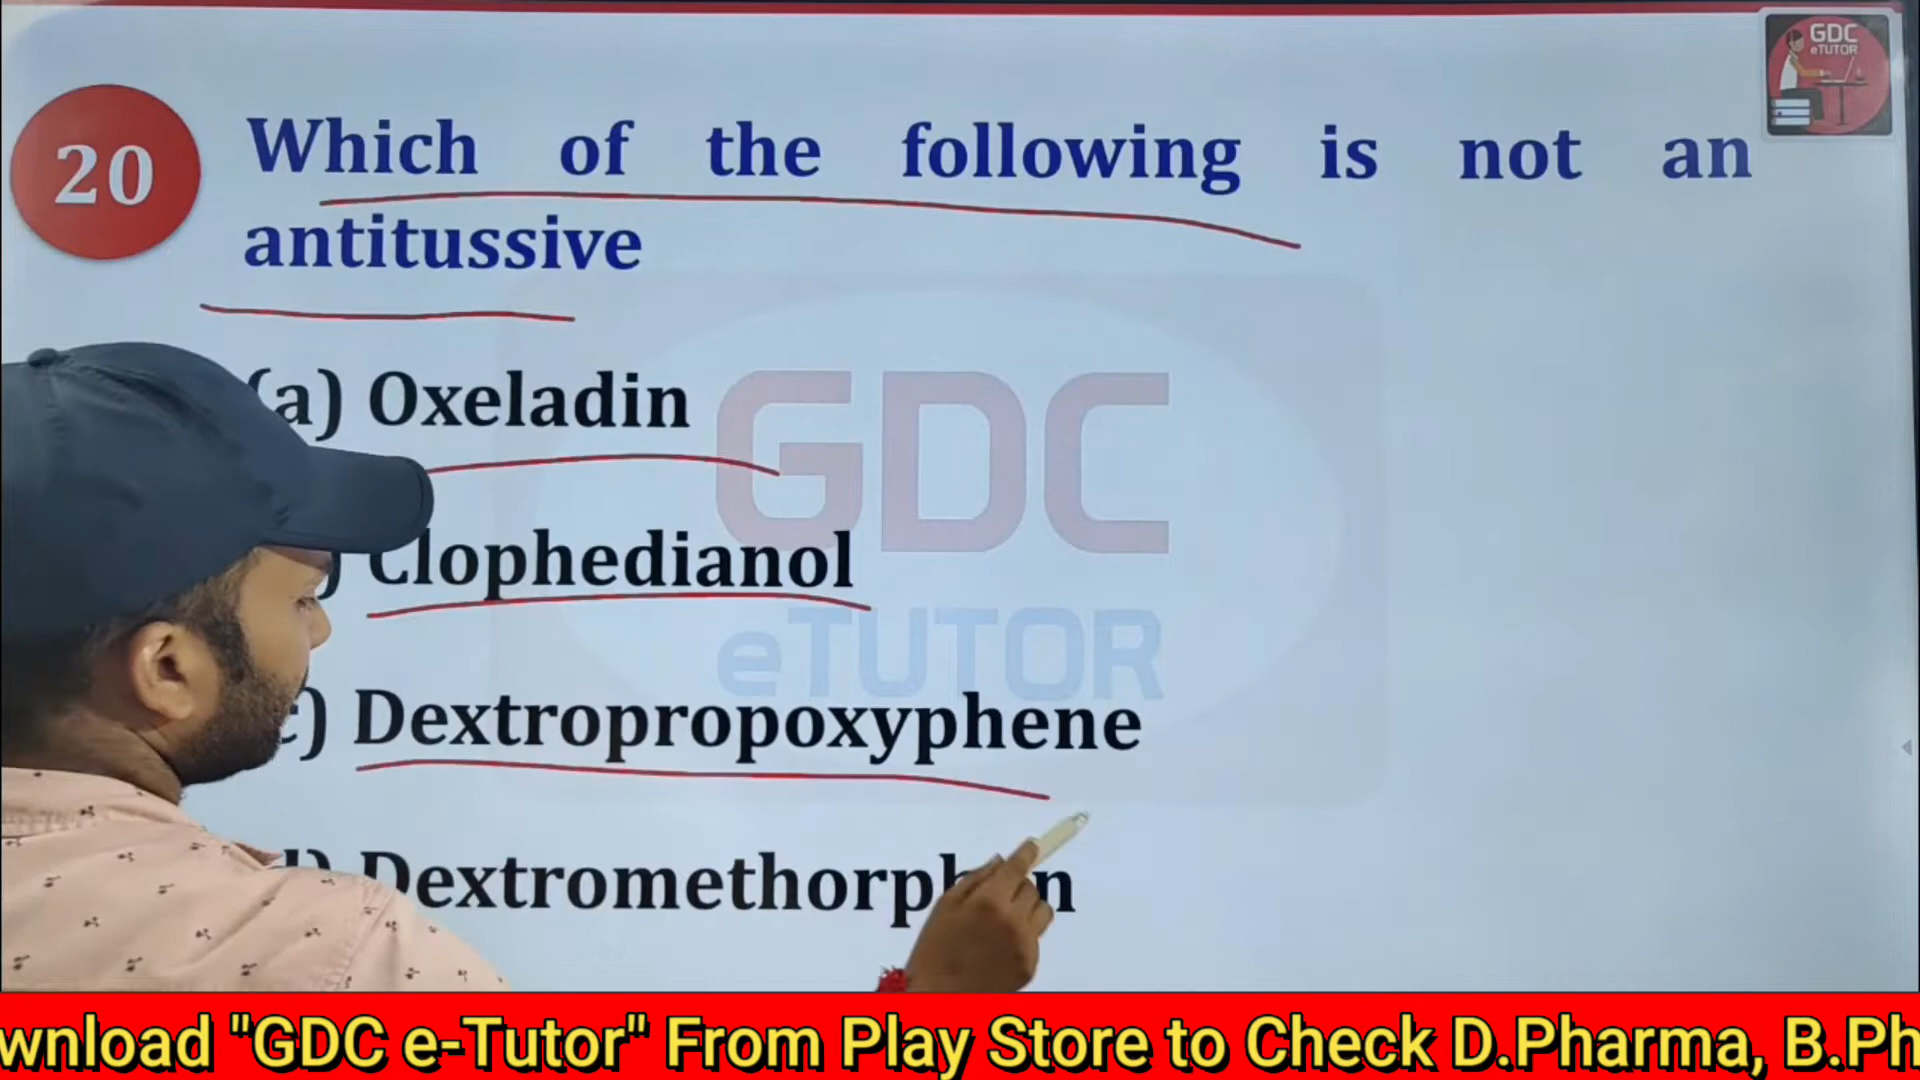 GDC
eTUTOR
20
Which of the following is not an
antitussive
(a) Oxeladin
) Clophedianol
c) Dextropropoxyphene
d) Dextromethorphan
GDC
eTUTOR
wnload "GDC e-Tutor" From Play Store to Check D.Pharma, B.Ph